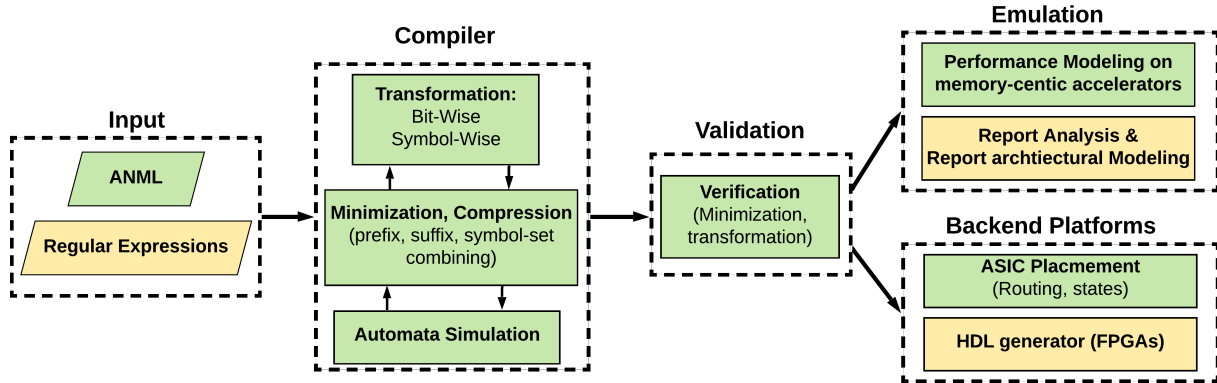 Input
ANML
Regular Expressions
Compiler
Transformation:
Bit-Wise
Symbol-Wise
Minimization, Compression
(prefix, suffix, symbol-set
combining)
Automata Simulation
Validation
Verification
(Minimization,
transformation)
Emulation
Performance Modeling on
memory-centic accelerators
Report Analysis &
Report archtiectural Modeling
Backend Platforms
ASIC Placmement
(Routing, states)
HDL generator (FPGAs)